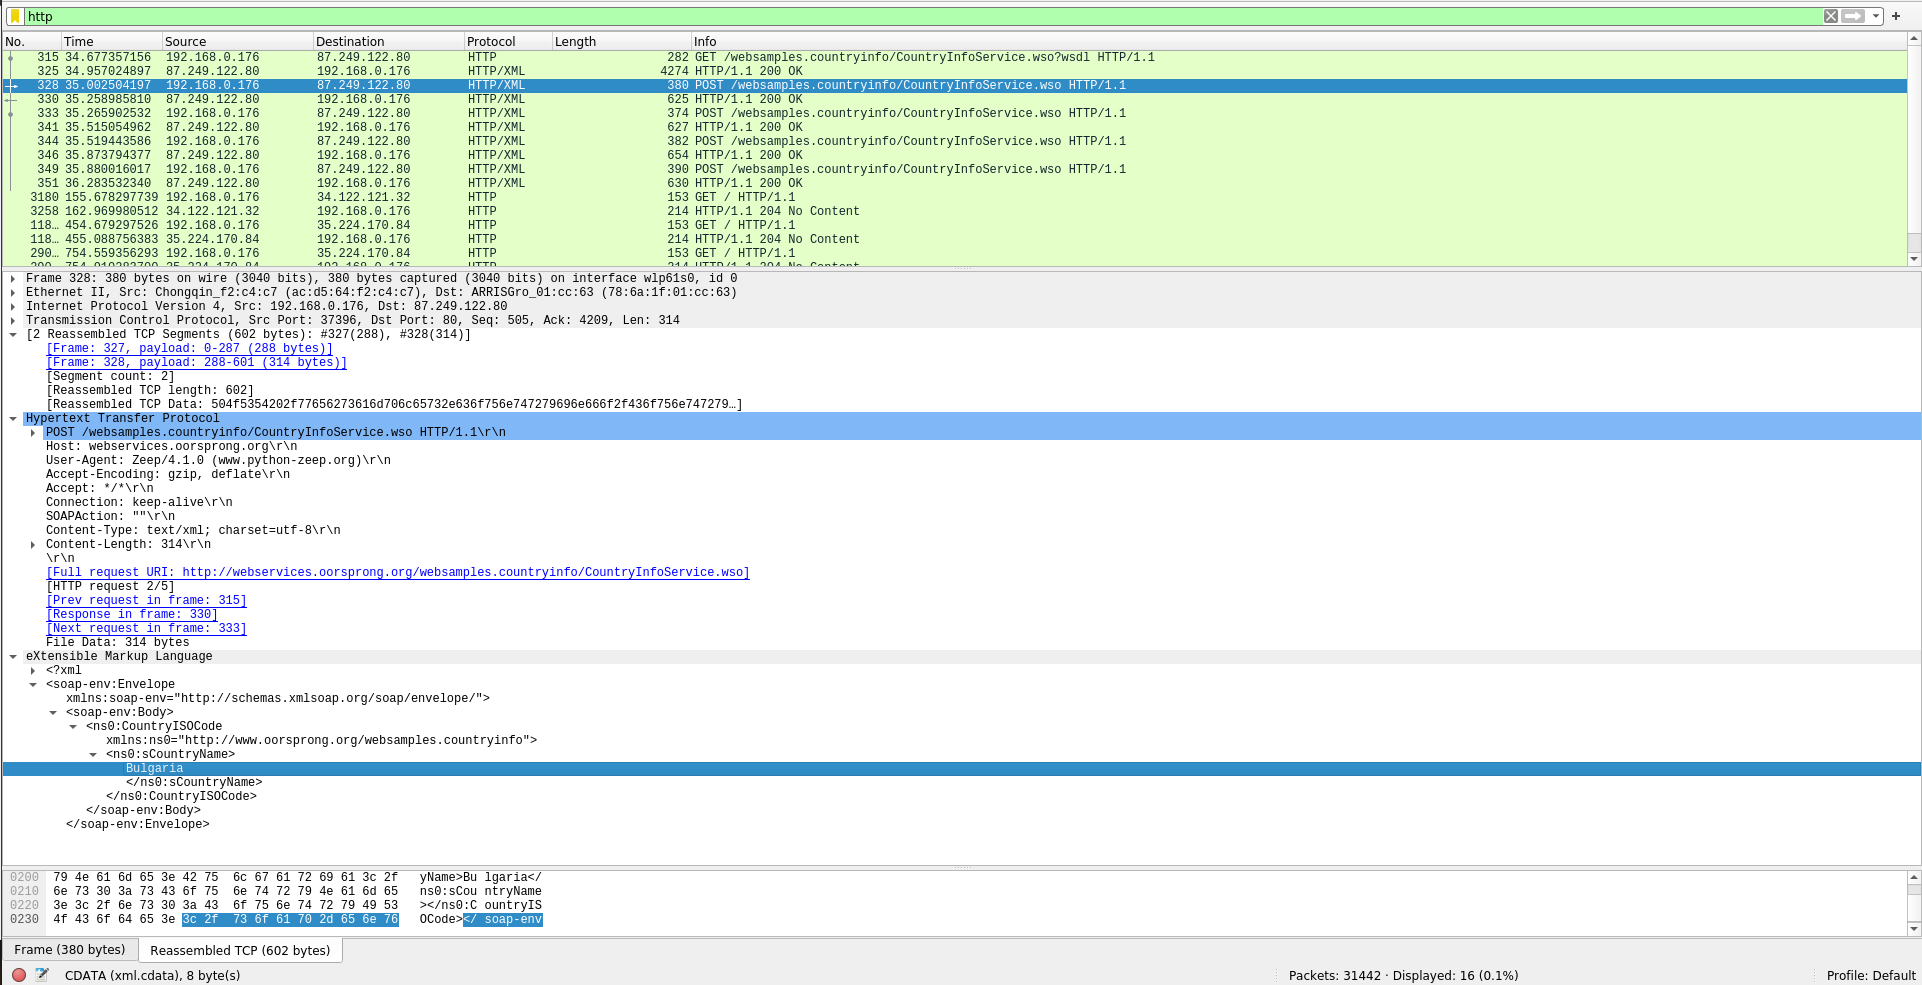 http
No. Time Source Destination Protocol Length Info
315 34.677357156 192.168.0.176 87.249.122.80 HTTP 282 GET /websamples.countryinfo/CountryInfoService.wso?wsdl HTTP/1.1
325 34.957024897 87.249.122.80 192.168.0.176 HTTP/XML 4274 HTTP/1.1 200 OK
328 35.002504197 192.168.0.176 87.249.122.80 HTTP/XML 380 POST /websamples.countryinfo/CountryInfoService.wso HTTP/1.1
330 35.258985810 87.249.122.80 192.168.0.176 HTTP/XML 625 HTTP/1.1 200 OK
333 35.265902532 192.168.0.176 87.249.122.80 HTTP/XML 374 POST /websamples.countryinfo/CountryInfoService.wso HTTP/1.1
341 35.515054962 87.249.122.80 192.168.0.176 HTTP/XML 627 HTTP/1.1 200 OK
344 35.519443586 192.168.0.176 87.249.122.80 HTTP/XML 382 POST /websamples.countryinfo/CountryInfoService.wso HTTP/1.1
346 35.873794377 87.249.122.80 192.168.0.176 HTTP/XML 654 HTTP/1.1 200 OK
349 35.880016017 192.168.0.176 87.249.122.80 HTTP/XML 390 POST /websamples.countryinfo/CountryInfoService.wso HTTP/1.1
351 36.283532340 87.249.122.80 192.168.0.176 HTTP/XML 630 HTTP/1.1 200 OK
3180 155.678297739 192.168.0.176 34.122.121.32 HTTP 153 GET / HTTP/1.1
3258 162.969980512 34.122.121.32 192.168.0.176 HTTP 214 HTTP/1.1 204 No Content
118… 454.679297526 192.168.0.176 35.224.170.84 HTTP 153 GET / HTTP/1.1
118… 455.088756383 35.224.170.84 192.168.0.176 HTTP 214 HTTP/1.1 204 No Content
290… 754.559356293 192.168.0.176 35.224.170.84 HTTP 153 GET / HTTP/1.1
Frame 328: 380 bytes on wire (3040 bits), 380 bytes captured (3040 bits) on interface wlp61s0, id 0
Ethernet II, Src: Chongqin_f2:c4:c7 (ac:d5:64:f2:c4:c7), Dst: ARRISGro_01:cc:63 (78:6a:1f:01:cc:63)
Internet Protocol Version 4, Src: 192.168.0.176, Dst: 87.249.122.80
Transmission Control Protocol, Src Port: 37396, Dst Port: 80, Seq: 505, Ack: 4209, Len: 314
[2 Reassembled TCP Segments (602 bytes): #327(288), #328(314)]
[Frame: 327, payload: 0-287 (288 bytes)]
[Frame: 328, payload: 288-601 (314 bytes)]
[Segment count: 2]
[Reassembled TCP length: 602]
[Reassembled TCP Data: 504f5354202f77656273616d706c65732e636f756e747279696e666f2f436f756e747279…]
Hypertext Transfer Protocol
POST /websamples.countryinfo/CountryInfoService.wso HTTP/1.1\r\n
Host: webservices.oorsprong.org\r\n
User-Agent: Zeep/4.1.0 (www.python-zeep.org)\r\n
Accept-Encoding: gzip, deflate\r\n
Accept: */*\r\n
Connection: keep-alive\r\n
SOAPAction: ""\r\n
Content-Type: text/xml; charset=utf-8\r\n
Content-Length: 314\r\n
\r\n
[Full request URI: http://webservices.oorsprong.org/websamples.countryinfo/CountryInfoService.wso]
[HTTP request 2/5]
[Prev request in frame: 315]
[Response in frame: 330]
[Next request in frame: 333]
File Data: 314 bytes
eXtensible Markup Language
<?xml
<soap-env:Envelope
xmlns:soap-env="http://schemas.xmlsoap.org/soap/envelope/">
<soap-env:Body>
<ns0:CountryISOCode
xmlns:ns0="http://www.oorsprong.org/websamples.countryinfo">
<ns0:sCountryName>
Bulgaria
</ns0:sCountryName>
</ns0:CountryISOCode>
</soap-env:Body>
</soap-env:Envelope>
0200 79 4e 61 6d 65 3e 42 75 6c 67 61 72 69 61 3c 2f yName>Bu lgaria</
0210 6e 73 30 3a 73 43 6f 75 6e 74 72 79 4e 61 6d 65 ns0:sCou ntryName
0220 3e 3c 2f 6e 73 30 3a 43 6f 75 6e 74 72 79 49 53 ></ns0:C ountryIS
0230 4f 43 6f 64 65 3e 3c 2f 73 6f 61 70 2d 65 6e 76 OCode></ soap-env
Frame (380 bytes) Reassembled TCP (602 bytes)
CDATA (xml.cdata), 8 byte(s) Packets: 31442 · Displayed: 16 (0.1%) Profile: Default